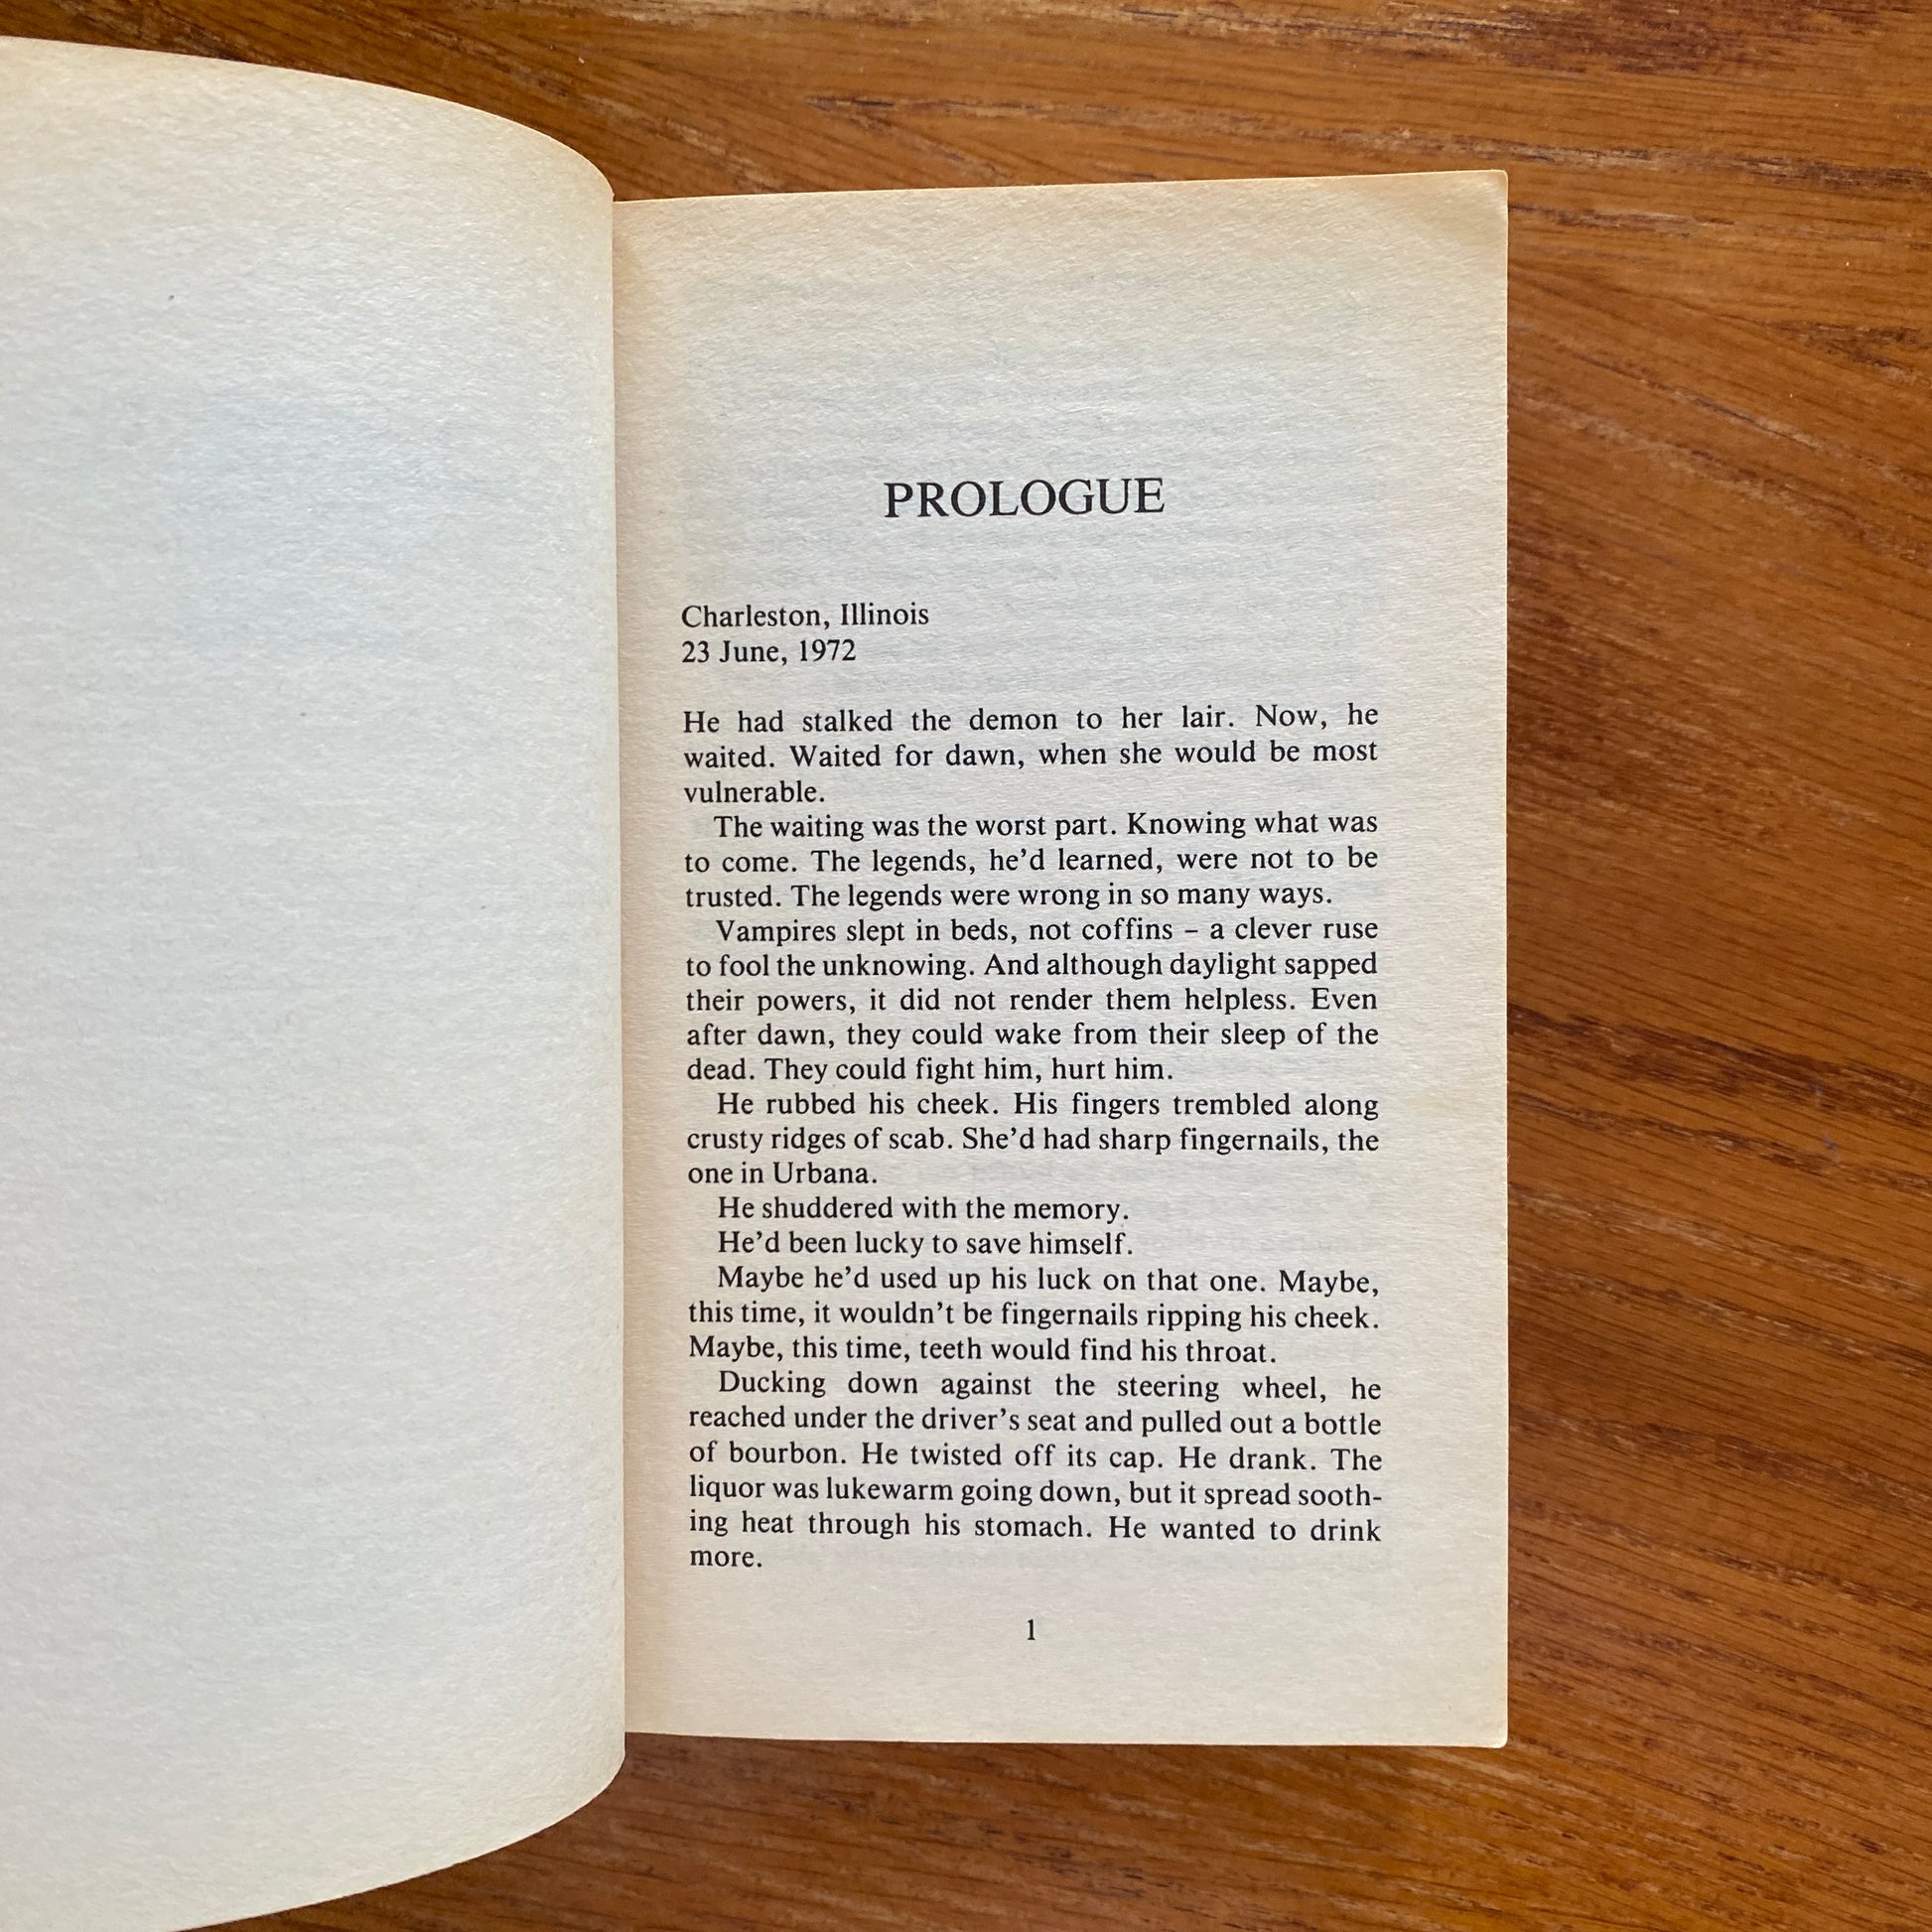 PROLOGUE
Charleston, Illinois
23 June, 1972
He had stalked the demon to her lair. Now, he
waited. Waited for dawn, when she would be most
vulnerable.
The waiting was the worst part. Knowing what was
to come. The legends, he’d learned, were not to be
trusted. The legends were wrong in so many ways.
Vampires slept in beds, not coffins – a clever ruse
to fool the unknowing. And although daylight sapped
their powers, it did not render them helpless. Even
after dawn, they could wake from their sleep of the
dead. They could fight him, hurt him.
He rubbed his cheek. His fingers trembled along
crusty ridges of scab. She’d had sharp fingernails, the
one in Urbana.
He shuddered with the memory.
He’d been lucky to save himself.
Maybe he’d used up his luck on that one. Maybe,
this time, it wouldn’t be fingernails ripping his cheek.
Maybe, this time, teeth would find his throat.
Ducking down against the steering wheel, he
reached under the driver’s seat and pulled out a bottle
of bourbon. He twisted off its cap. He drank. The
liquor was lukewarm going down, but it spread sooth-
ing heat through his stomach. He wanted to drink
more.
1